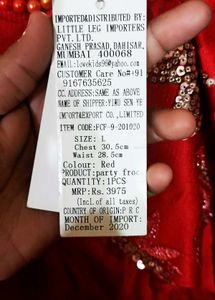 IMPORTED&DISTRIBUTED BY:
LITTLE LEG IMPORTERS
PVT.LTD.
GANESH PRASAD, DAHISAR,
MUMBAI 400068
EMail:lovekids96@yahoo.com
CUSTOMER Care No#+91
9167635625
CC.ADDRESS:SAME AS ABOVE
NAME OF SHIPPER:YIWU SEN YE
IMPORT&EXPORT CO.,LIMITED
ITEM CODE:FCF-9-201020
SIZE: L
Chest 30.5cm
Waist 28.5cm
Colour: Red
PRODUCT:party froc
QUANTITY:1PCS
MRP:Rs.3975
(Incl.of all taxes)
COUNTRY OF ORIGIN:P R C
MONTH OF IMPORT:
December 2020